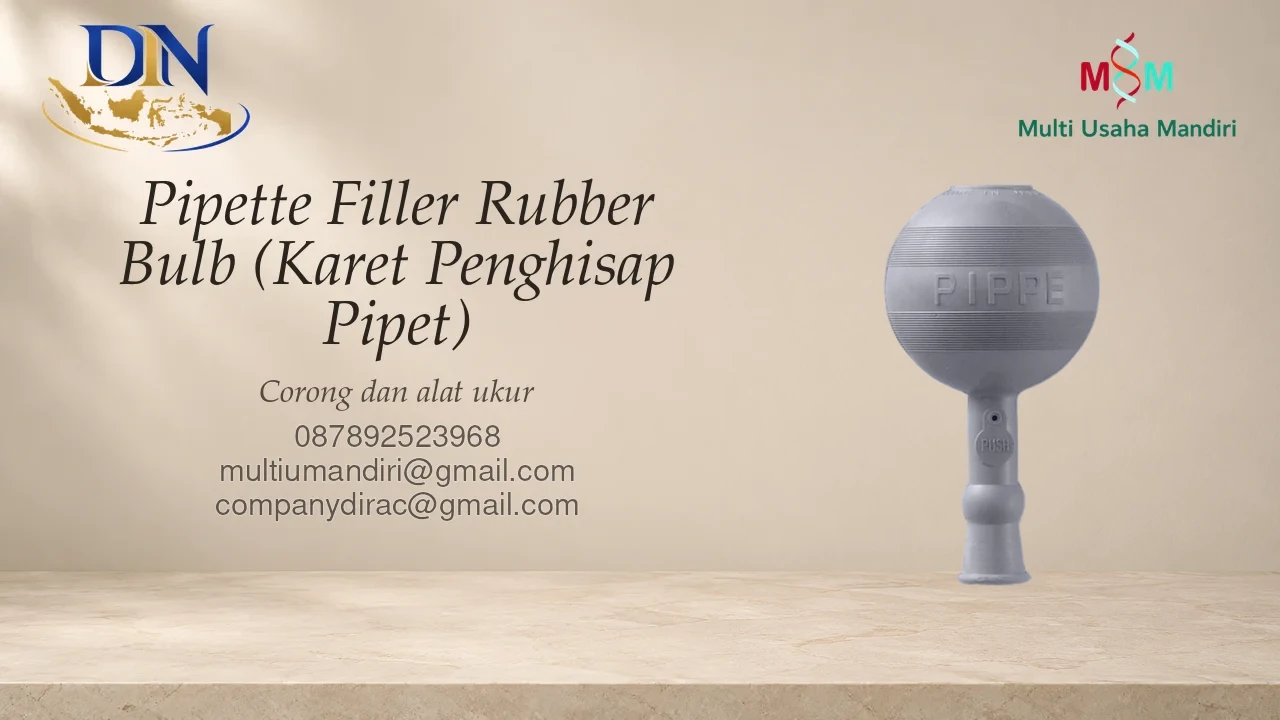 DIN
MSM
Multi Usaha Mandiri
Pipette Filler Rubber
Bulb (Karet Penghisap
Pipet)
Corong dan alat ukur
087892523968
multiumandiri@gmail.com
companydirac@gmail.com
PIPPE
PUSH